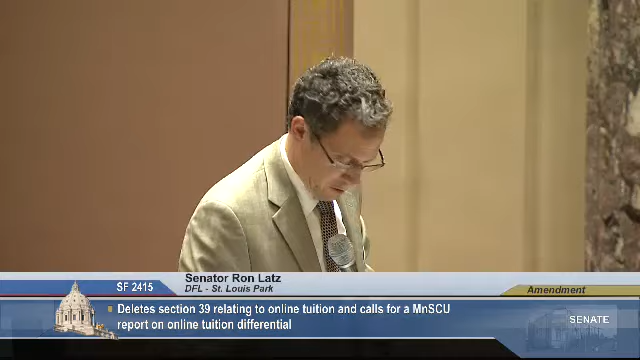 Senator Ron Latz
SF 2415
DFL - St. Louis Park
Amendment
Deletes section 39 relating to online tuition and calls for a MnSCU
report on online tuition differential
SENATE